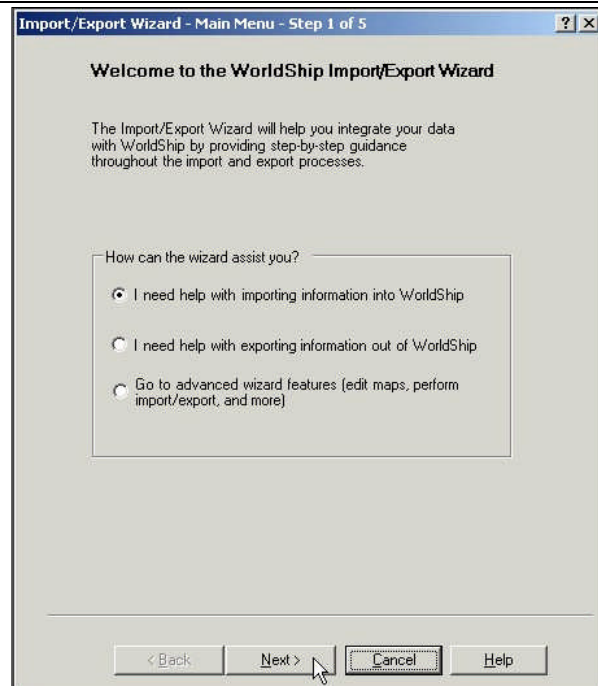 Import/Export Wizard - Main Menu - Step 1 of 5
Welcome to the WorldShip Import/Export Wizard
The Import/Export Wizard will help you integrate your data
with WorldShip by providing step-by-step guidance
throughout the import and export processes.
How can the wizard assist you?
I need help with importing information into WorldShip
I need help with exporting information out of WorldShip
Go to advanced wizard features (edit maps, perform
import/export, and more)
< Back Next > Cancel Help